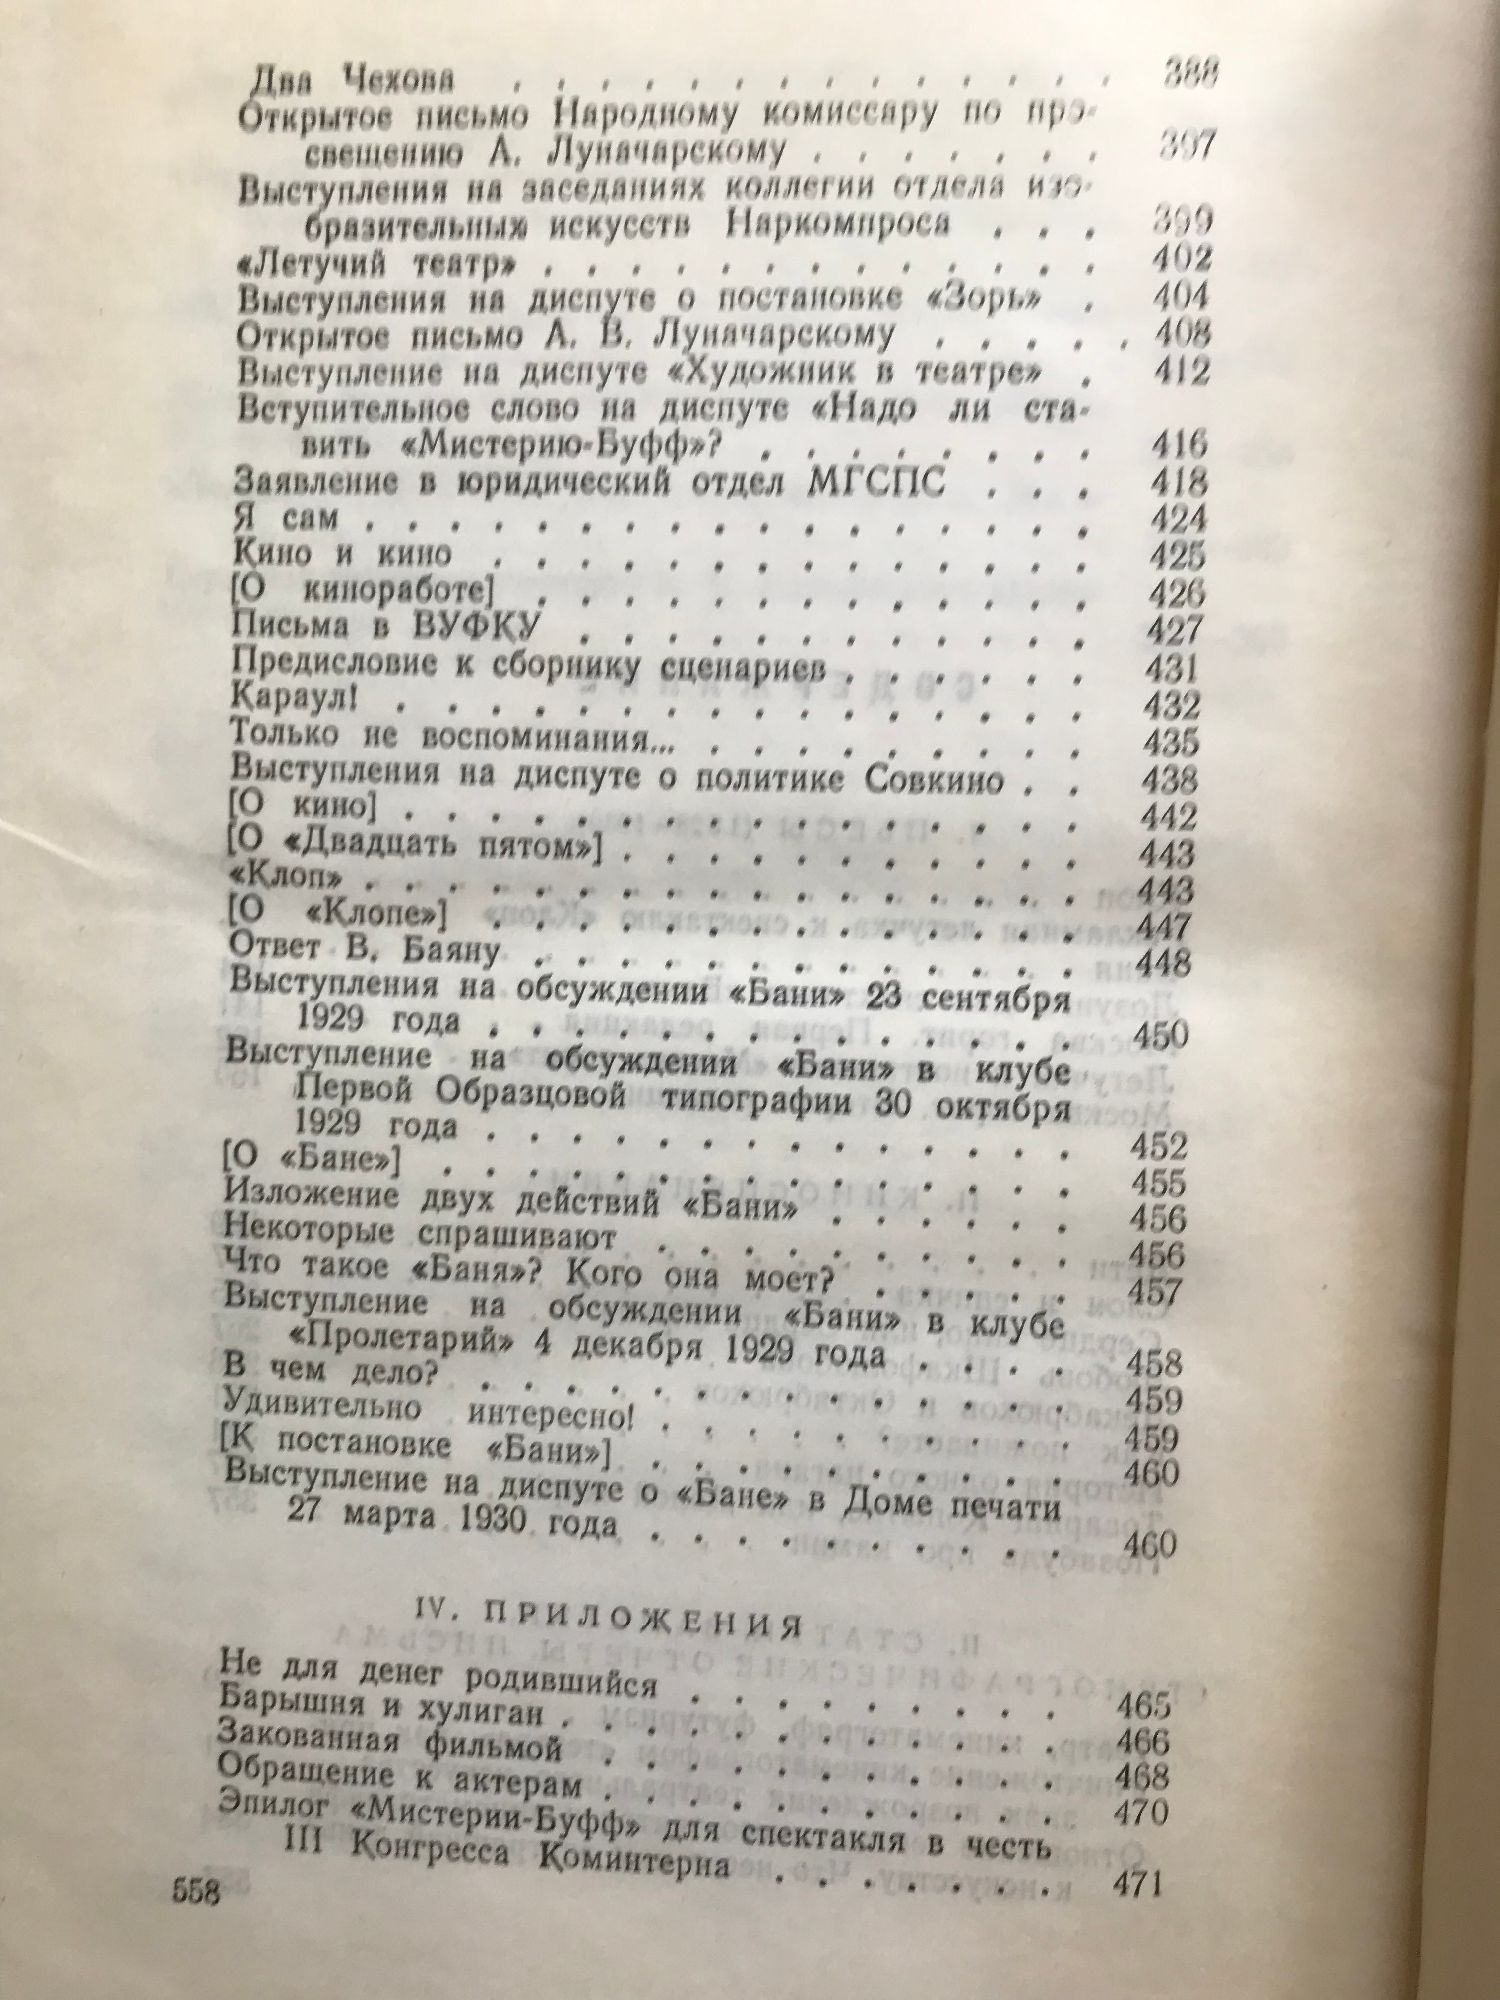 Два Чехова . . . . . . . . . . . . . . 388
Открытое письмо Народному комиссару по про-
свещению А. Луначарскому . . . . . . . 397
Выступления на заседаниях коллегии отдела изо-
бразительных искусств Наркомпроса . . . 399
«Летучий театр» . . . . . . . . . . . . . 402
Выступления на диспуте о постановке «Зорь» . 404
Открытое письмо А. В. Луначарскому . . . . . 408
Выступление на диспуте «Художник в театре» . 412
Вступительное слово на диспуте «Надо ли ста-
вить «Мистерию-Буфф»? . . . . . . . . 416
Заявление в юридический отдел МГСПС . . . 418
Я сам . . . . . . . . . . . . . . . . . 424
Кино и кино . . . . . . . . . . . . . . 425
[О киноработе] . . . . . . . . . . . . . 426
Письма в ВУФКУ . . . . . . . . . . . . 427
Предисловие к сборнику сценариев . . . . . . 431
Караул! . . . . . . . . . . . . . . . . 432
Только не воспоминания... . . . . . . . . . 435
Выступления на диспуте о политике Совкино . . 438
[О кино] . . . . . . . . . . . . . . . . 442
[О «Двадцать пятом»] . . . . . . . . . . . 443
«Клоп» . . . . . . . . . . . . . . . . . 443
[О «Клопе»] . . . . . . . . . . . . . . 447
Ответ В. Баяну . . . . . . . . . . . . . 448
Выступления на обсуждении «Бани» 23 сентября
1929 года . . . . . . . . . . . . . . 450
Выступление на обсуждении «Бани» в клубе
Первой Образцовой типографии 30 октября
1929 года . . . . . . . . . . . . . . 452
[О «Бане»] . . . . . . . . . . . . . . . 455
Изложение двух действий «Бани» . . . . . . 456
Некоторые спрашивают . . . . . . . . . . 456
Что такое «Баня»? Кого она моет? . . . . . 457
Выступление на обсуждении «Бани» в клубе
«Пролетарий» 4 декабря 1929 года . . . . 458
В чем дело? . . . . . . . . . . . . . . 459
Удивительно интересно! . . . . . . . . . . 459
[К постановке «Бани»] . . . . . . . . . . 460
Выступление на диспуте о «Бане» в Доме печати
27 марта 1930 года . . . . . . . . . . 460
IV. ПРИЛОЖЕНИЯ
Не для денег родившийся . . . . . . . . . 465
Барышня и хулиган . . . . . . . . . . . . 466
Закованная фильмой . . . . . . . . . . . 468
Обращение к актерам . . . . . . . . . . . 470
Эпилог «Мистерии-Буфф» для спектакля в честь
III Конгресса Коминтерна . . . . . . . 471
558